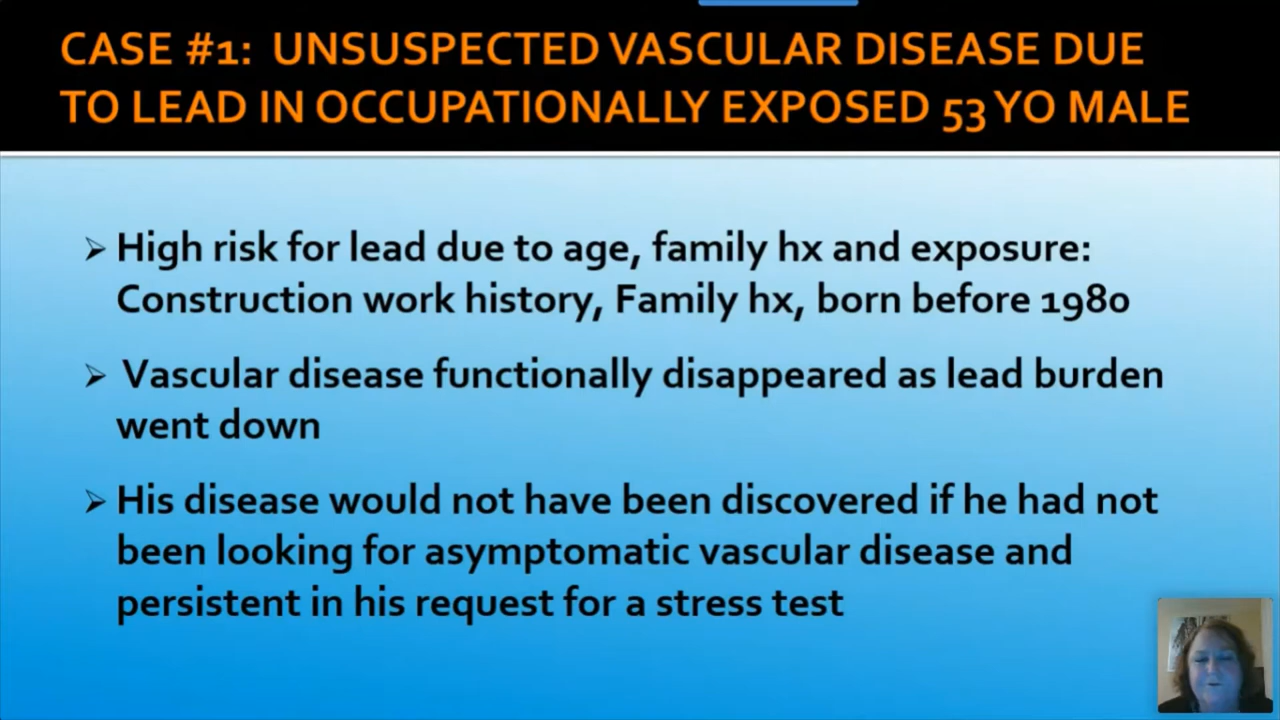 CASE #1: UNSUSPECTED VASCULAR DISEASE DUE
TO LEAD IN OCCUPATIONALLY EXPOSED 53 YO MALE
➢ High risk for lead due to age, family hx and exposure:
Construction work history, Family hx, born before 1980
➢ Vascular disease functionally disappeared as lead burden
went down
➢ His disease would not have been discovered if he had not
been looking for asymptomatic vascular disease and
persistent in his request for a stress test